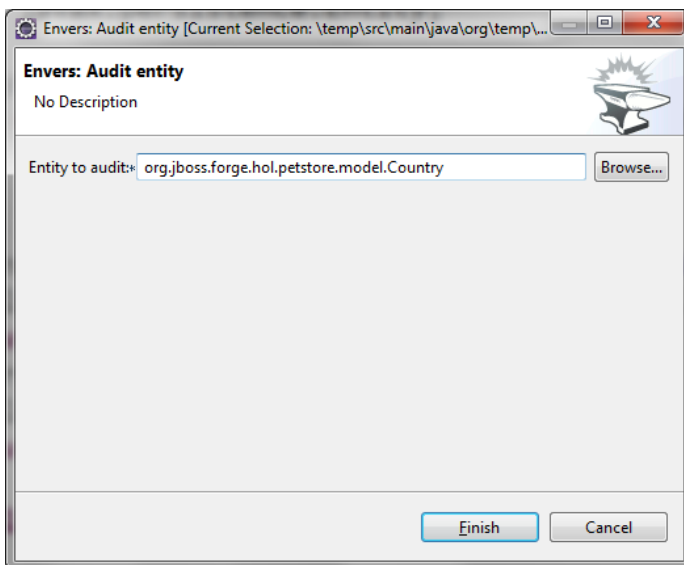 Envers: Audit entity [Current Selection: \temp\src\main\java\org\temp\...
Envers: Audit entity
No Description
Entity to audit:* org.jboss.forge.hol.petstore.model.Country Browse...
Finish Cancel